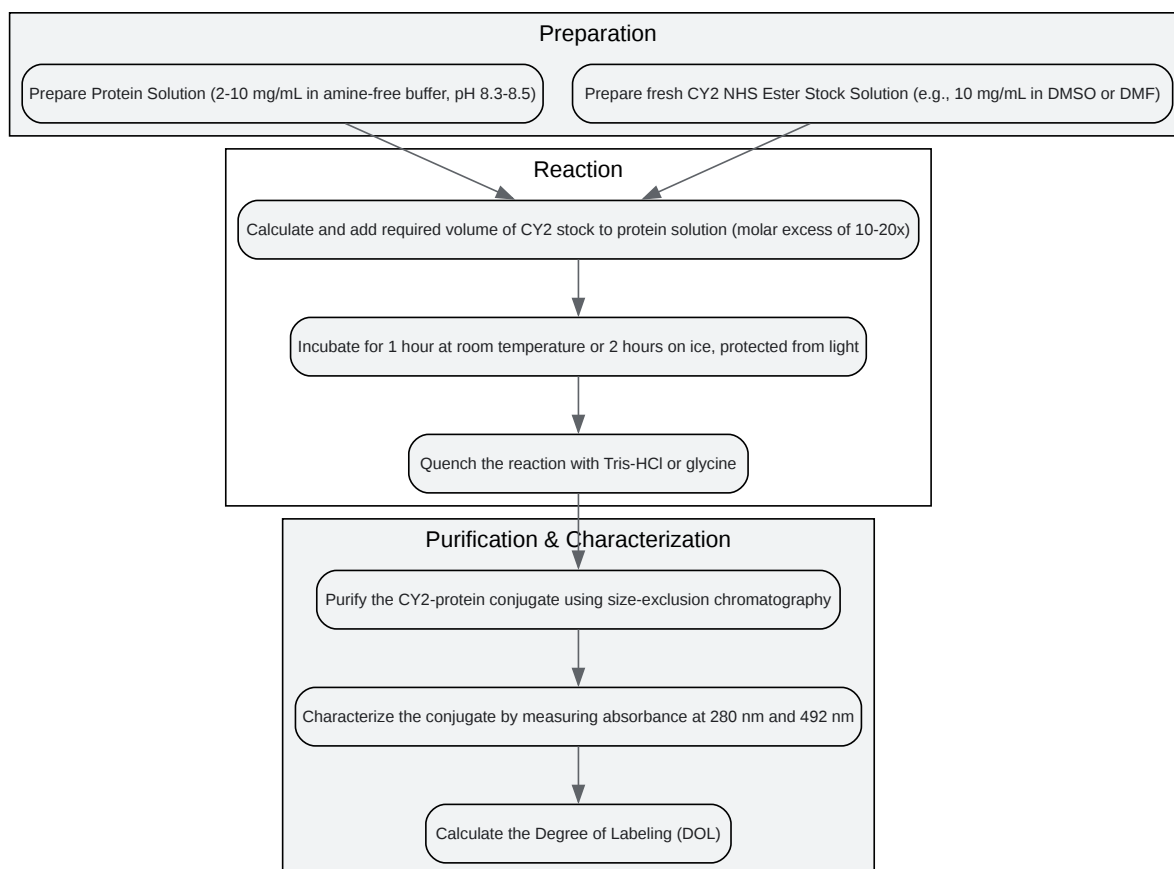 Preparation
Prepare Protein Solution (2-10 mg/mL in amine-free buffer, pH 8.3-8.5)
Prepare fresh CY2 NHS Ester Stock Solution (e.g., 10 mg/mL in DMSO or DMF)
Reaction
Calculate and add required volume of CY2 stock to protein solution (molar excess of 10-20x)
Incubate for 1 hour at room temperature or 2 hours on ice, protected from light
Quench the reaction with Tris-HCl or glycine
Purification & Characterization
Purify the CY2-protein conjugate using size-exclusion chromatography
Characterize the conjugate by measuring absorbance at 280 nm and 492 nm
Calculate the Degree of Labeling (DOL)